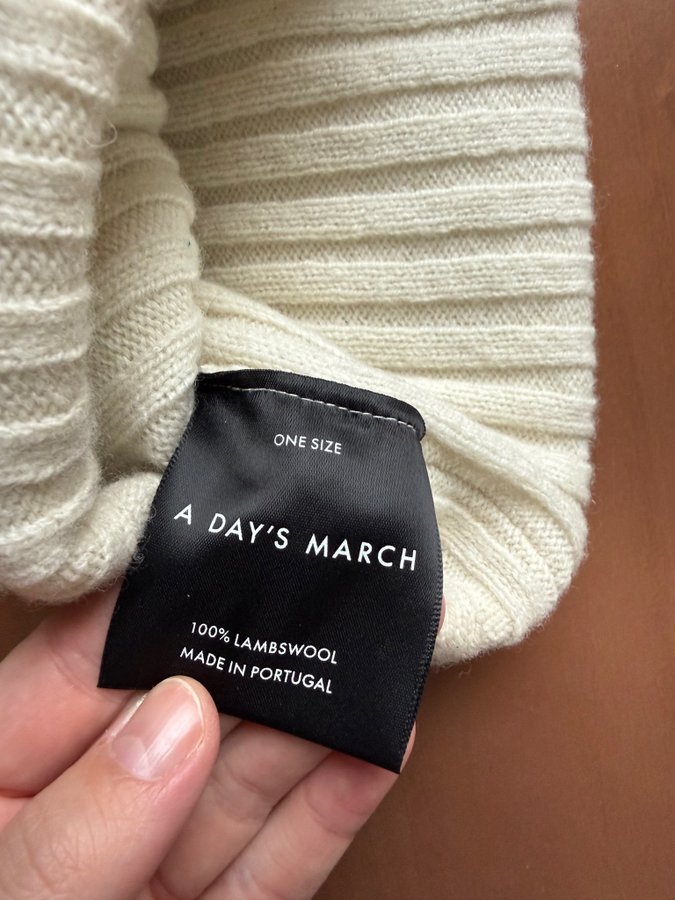 ONE SIZE
A DAY'S MARCH
100% LAMBSWOOL
MADE IN PORTUGAL